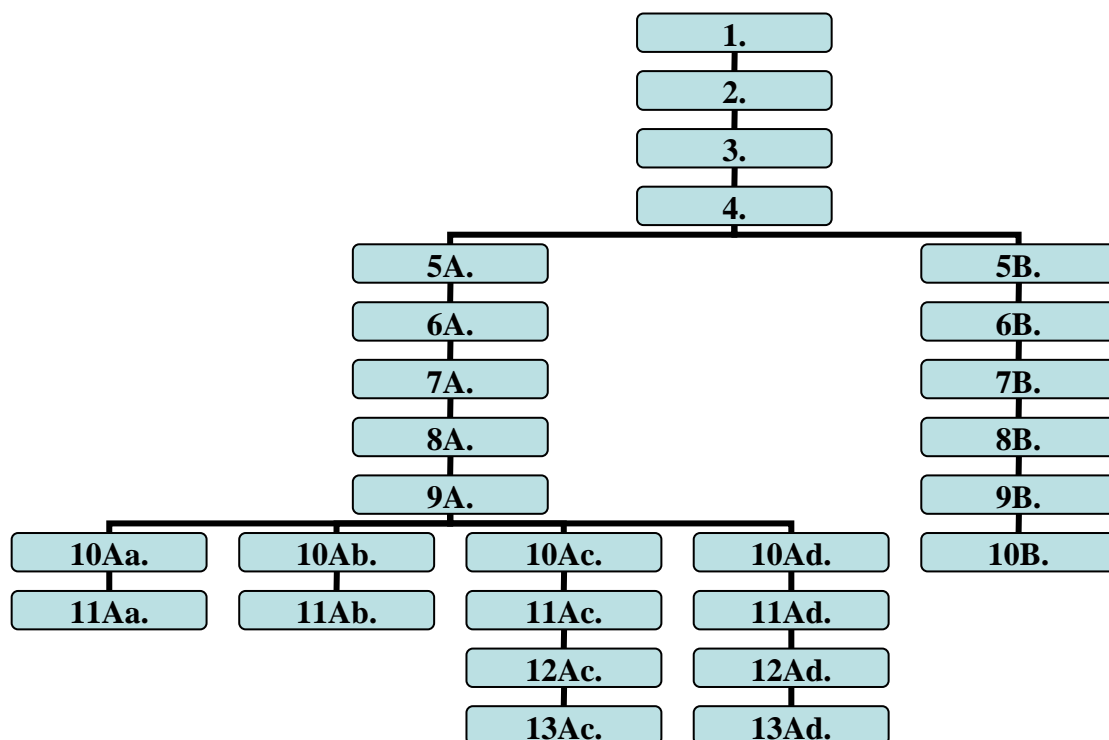 1.
2.
3.
4.
5A. 5B.
6A. 6B.
7A. 7B.
8A. 8B.
9A. 9B.
10Aa. 10Ab. 10Ac. 10Ad. 10B.
11Aa. 11Ab. 11Ac. 11Ad.
12Ac. 12Ad.
13Ac. 13Ad.